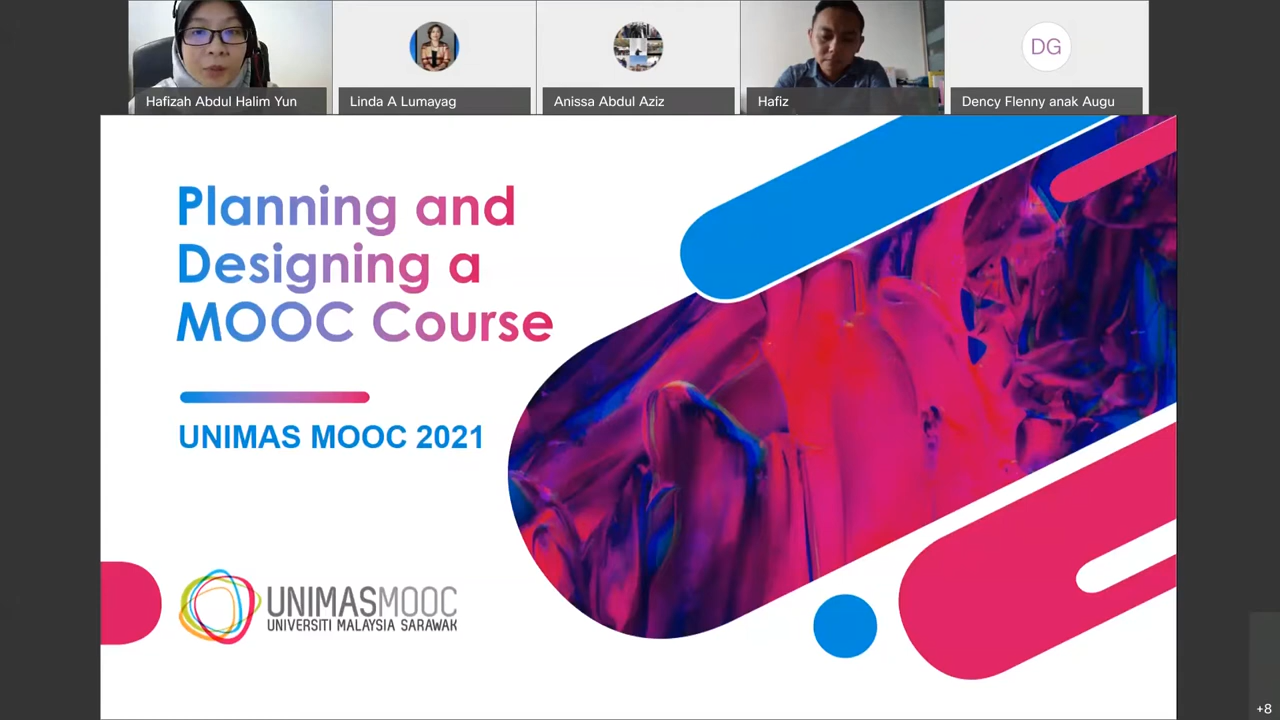 Hafizah Abdul Halim Yun
Linda A Lumayag
Anissa Abdul Aziz
Hafiz
DG
Dency Flenny anak Augu
Planning and
Designing a
MOOC Course
UNIMAS MOOC 2021
UNIMASMOOC
UNIVERSITI MALAYSIA SARAWAK
+8